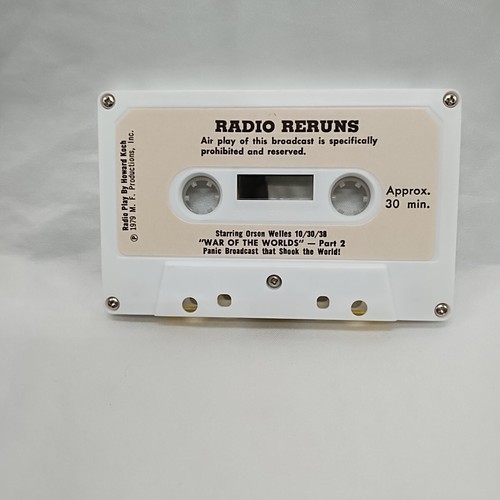 RADIO RERUNS
Air play of this broadcast is specifically
prohibited and reserved.
Radio Play By Howard Koch
℗ 1979 M. F. Productions, Inc.
Approx.
30 min.
Starring Orson Welles 10/30/38
"WAR OF THE WORLDS" — Part 2
Panic Broadcast that Shook the World!